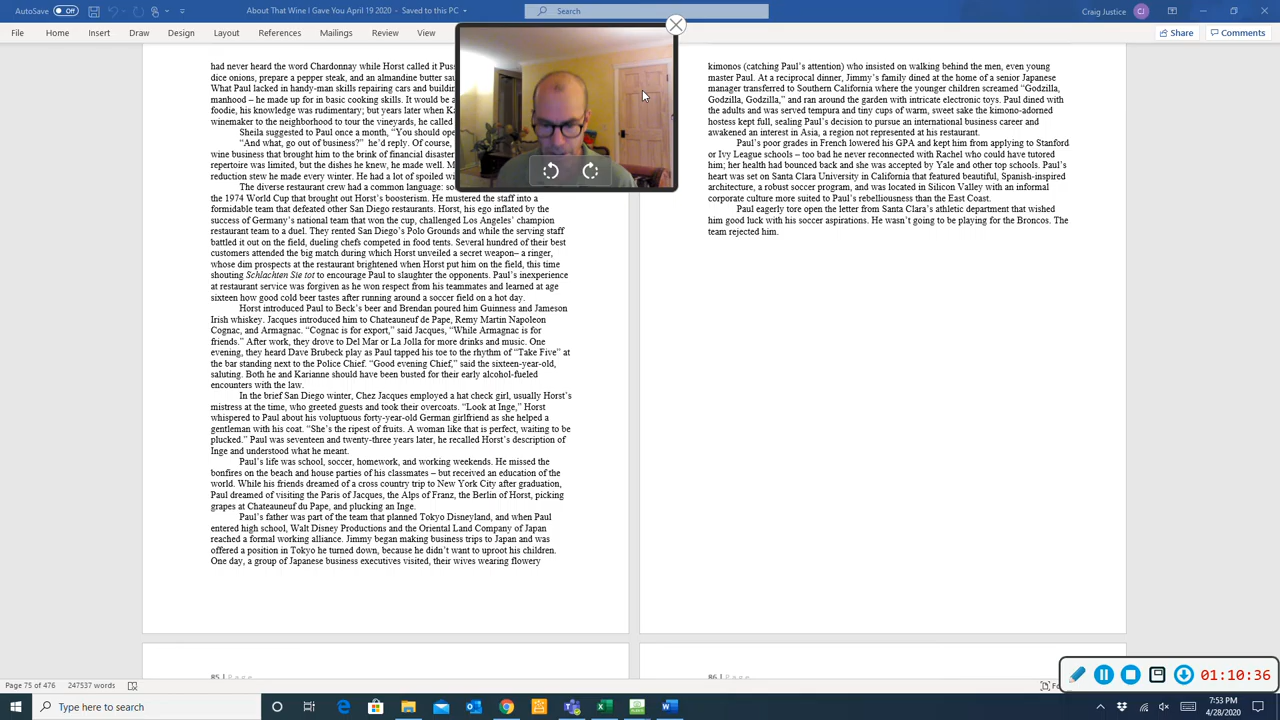 AutoSave Off About That Wine I Gave You April 19 2020 - Saved Search Craig Justice CJ
File Home Insert Draw Design Layout References Mailings Review View Share Comments
had never heard the word Chardonnay while Horst called it Puss
dice onions, prepare a pepper steak, and an almandine butter sau
What Paul lacked in handy-man skills repairing cars and buildin
manhood – he made up for in basic cooking skills. It would be a
foodie, his knowledge was rudimentary; but years later when Ka
winemaker to the neighborhood to tour the vineyards, he called
Sheila suggested to Paul once a month, “You should ope
“And what, go out of business?” he’d reply. Of course,
wine business that brought him to the brink of financial disaster
repertoire was limited, but the dishes he knew, he made well. M
reduction stew he made every winter. He had a lot of spoiled wi
The diverse restaurant crew had a common language: so
the 1974 World Cup that brought out Horst’s boosterism. He mustered the staff into a
formidable team that defeated other San Diego restaurants. Horst, his ego inflated by the
success of Germany’s national team that won the cup, challenged Los Angeles’ champion
restaurant team to a duel. They rented San Diego’s Polo Grounds and while the serving staff
battled it out on the field, dueling chefs competed in food tents. Several hundred of their best
customers attended the big match during which Horst unveiled a secret weapon– a ringer,
whose dim prospects at the restaurant brightened when Horst put him on the field, this time
shouting Schlachten Sie tot to encourage Paul to slaughter the opponents. Paul’s inexperience
at restaurant service was forgiven as he won respect from his teammates and learned at age
sixteen how good cold beer tastes after running around a soccer field on a hot day.
Horst introduced Paul to Beck’s beer and Brendan poured him Guinness and Jameson
Irish whiskey. Jacques introduced him to Chateauneuf de Pape, Remy Martin Napoleon
Cognac, and Armagnac. “Cognac is for export,” said Jacques, “While Armagnac is for
friends.” After work, they drove to Del Mar or La Jolla for more drinks and music. One
evening, they heard Dave Brubeck play as Paul tapped his toe to the rhythm of “Take Five” at
the bar standing next to the Police Chief. “Good evening Chief,” said the sixteen-year-old,
saluting. Both he and Karianne should have been busted for their early alcohol-fueled
encounters with the law.
In the brief San Diego winter, Chez Jacques employed a hat check girl, usually Horst’s
mistress at the time, who greeted guests and took their overcoats. “Look at Inge,” Horst
whispered to Paul about his voluptuous forty-year-old German girlfriend as she helped a
gentleman with his coat. “She’s the ripest of fruits. A woman like that is perfect, waiting to be
plucked.” Paul was seventeen and twenty-three years later, he recalled Horst’s description of
Inge and understood what he meant.
Paul’s life was school, soccer, homework, and working weekends. He missed the
bonfires on the beach and house parties of his classmates – but received an education of the
world. While his friends dreamed of a cross country trip to New York City after graduation,
Paul dreamed of visiting the Paris of Jacques, the Alps of Franz, the Berlin of Horst, picking
grapes at Chateauneuf du Pape, and plucking an Inge.
Paul’s father was part of the team that planned Tokyo Disneyland, and when Paul
entered high school, Walt Disney Productions and the Oriental Land Company of Japan
reached a formal working alliance. Jimmy began making business trips to Japan and was
offered a position in Tokyo he turned down, because he didn’t want to uproot his children.
One day, a group of Japanese business executives visited, their wives wearing flowery
kimonos (catching Paul’s attention) who insisted on walking behind the men, even young
master Paul. At a reciprocal dinner, Jimmy’s family dined at the home of a senior Japanese
manager transferred to Southern California where the younger children screamed “Godzilla,
Godzilla, Godzilla,” and ran around the garden with intricate electronic toys. Paul dined with
the adults and was served tempura and tiny cups of warm, sweet sake the kimono-adorned
hostess kept full, sealing Paul’s decision to pursue an international business career and
awakened an interest in Asia, a region not represented at his restaurant.
Paul’s poor grades in French lowered his GPA and kept him from applying to Stanford
or Ivy League schools – too bad he never reconnected with Rachel who could have tutored
him; her health had bounced back and she was accepted by Yale and other top schools. Paul’s
heart was set on Santa Clara University in California that featured beautiful, Spanish-inspired
architecture, a robust soccer program, and was located in Silicon Valley with an informal
corporate culture more suited to Paul’s rebelliousness than the East Coast.
Paul eagerly tore open the letter from Santa Clara’s athletic department that wished
him good luck with his soccer aspirations. He wasn’t going to be playing for the Broncos. The
team rejected him.
85 | Page
86 | Page
Page 75 of 476 247537 words
01:10:36
Type here to search
7:53 PM
4/28/2020